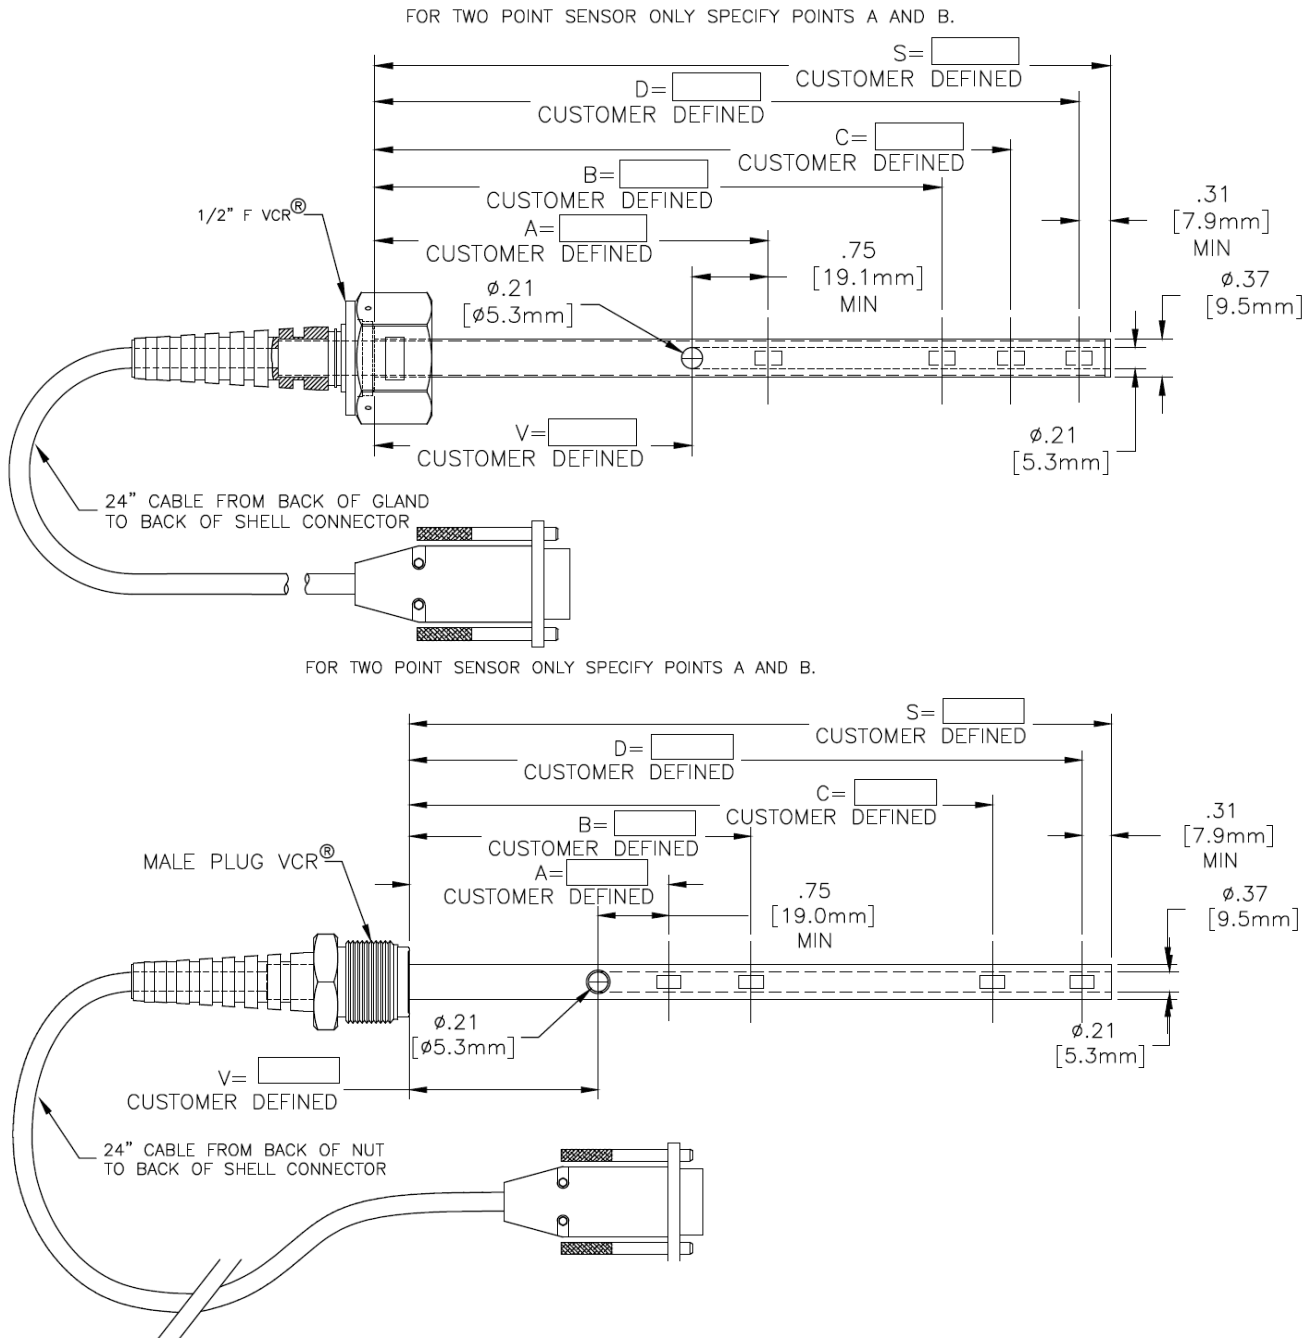 FOR TWO POINT SENSOR ONLY SPECIFY POINTS A AND B.
S=
CUSTOMER DEFINED
D=
CUSTOMER DEFINED
C=
CUSTOMER DEFINED
B=
CUSTOMER DEFINED
A=
CUSTOMER DEFINED
1/2" F VCR®
.31
[7.9mm]
MIN
.75
[19.1mm]
MIN
ø.21
[ø5.3mm]
ø.37
[9.5mm]
V=
CUSTOMER DEFINED
ø.21
[5.3mm]
24" CABLE FROM BACK OF GLAND
TO BACK OF SHELL CONNECTOR
FOR TWO POINT SENSOR ONLY SPECIFY POINTS A AND B.
S=
CUSTOMER DEFINED
D=
CUSTOMER DEFINED
C=
CUSTOMER DEFINED
B=
CUSTOMER DEFINED
A=
CUSTOMER DEFINED
MALE PLUG VCR®
.31
[7.9mm]
MIN
.75
[19.0mm]
MIN
ø.37
[9.5mm]
ø.21
[ø5.3mm]
ø.21
[5.3mm]
V=
CUSTOMER DEFINED
24" CABLE FROM BACK OF NUT
TO BACK OF SHELL CONNECTOR